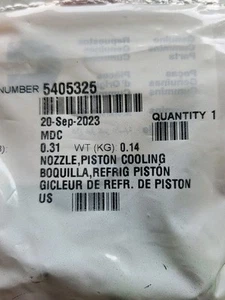 NUMBER 5405325
20-Sep-2023 QUANTITY 1
MDC
0.31 WT (KG) 0.14
NOZZLE,PISTON COOLING
BOQUILLA,REFRIG PISTÓN
GICLEUR DE REFR. DE PISTON
US